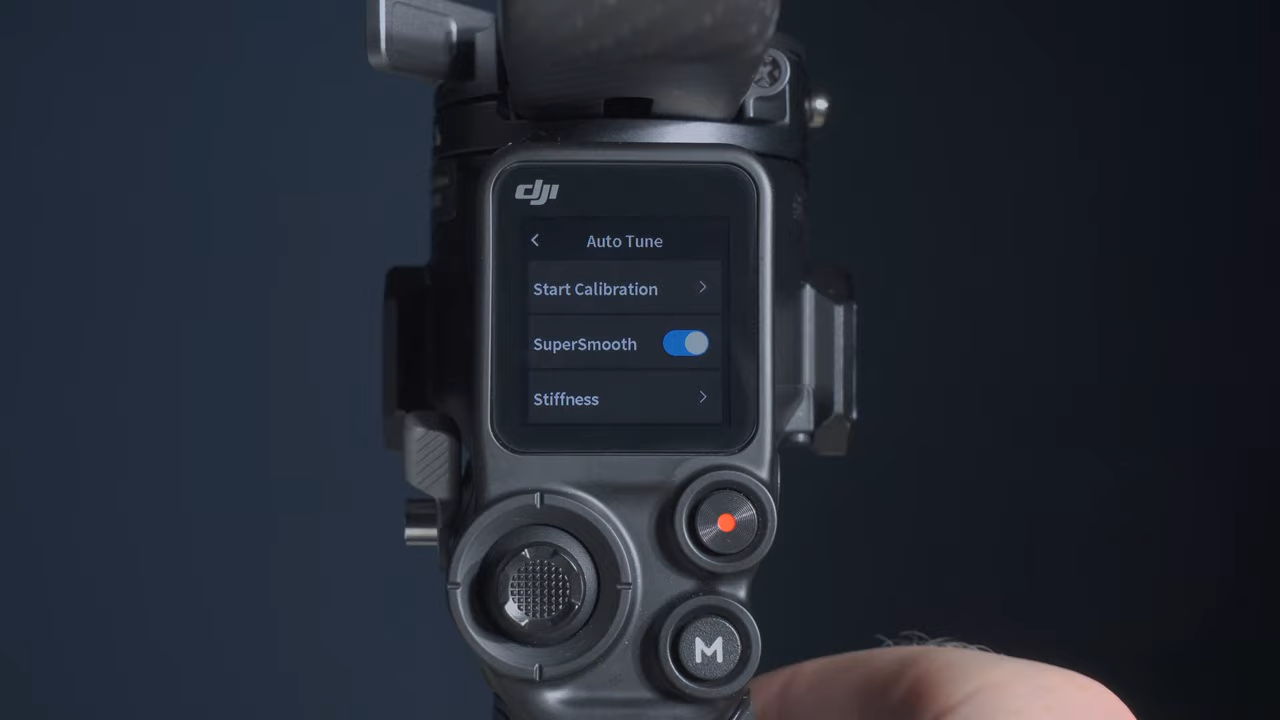 dji
Auto Tune
Start Calibration
SuperSmooth
Stiffness
M